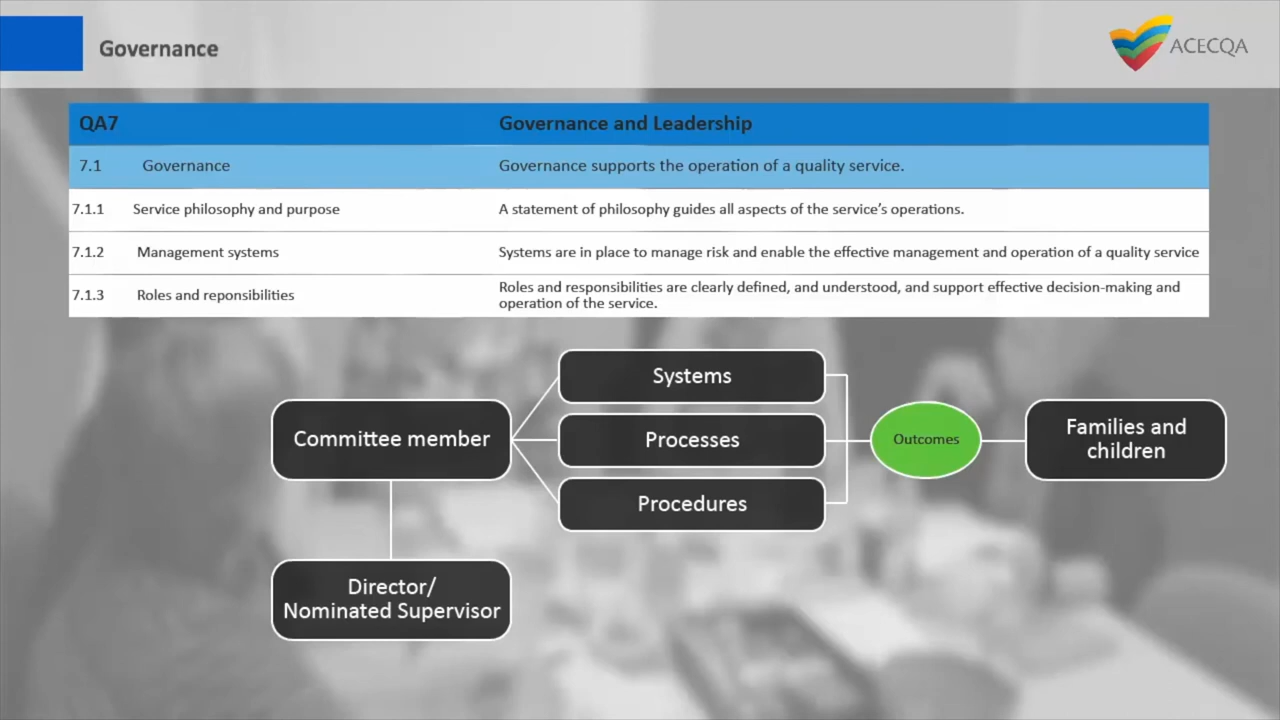 Governance
ACECQA
QA7 Governance and Leadership
7.1 Governance Governance supports the operation of a quality service.
7.1.1 Service philosophy and purpose A statement of philosophy guides all aspects of the service’s operations.
7.1.2 Management systems Systems are in place to manage risk and enable the effective management and operation of a quality service
7.1.3 Roles and reponsibilities Roles and responsibilities are clearly defined, and understood, and support effective decision-making and
operation of the service.
Systems
Committee member
Processes
Outcomes
Families and
children
Procedures
Director/
Nominated Supervisor